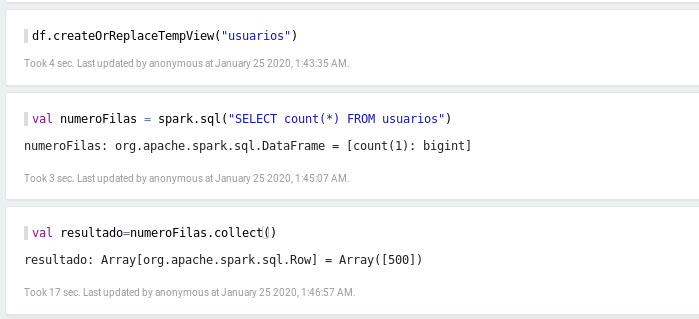 df.createOrReplaceTempView("usuarios")
Took 4 sec. Last updated by anonymous at January 25 2020, 1:43:35 AM.
val numeroFilas = spark.sql("SELECT count(*) FROM usuarios")
numeroFilas: org.apache.spark.sql.DataFrame = [count(1): bigint]
Took 3 sec. Last updated by anonymous at January 25 2020, 1:45:07 AM.
val resultado=numeroFilas.collect()
resultado: Array[org.apache.spark.sql.Row] = Array([500])
Took 17 sec. Last updated by anonymous at January 25 2020, 1:46:57 AM.